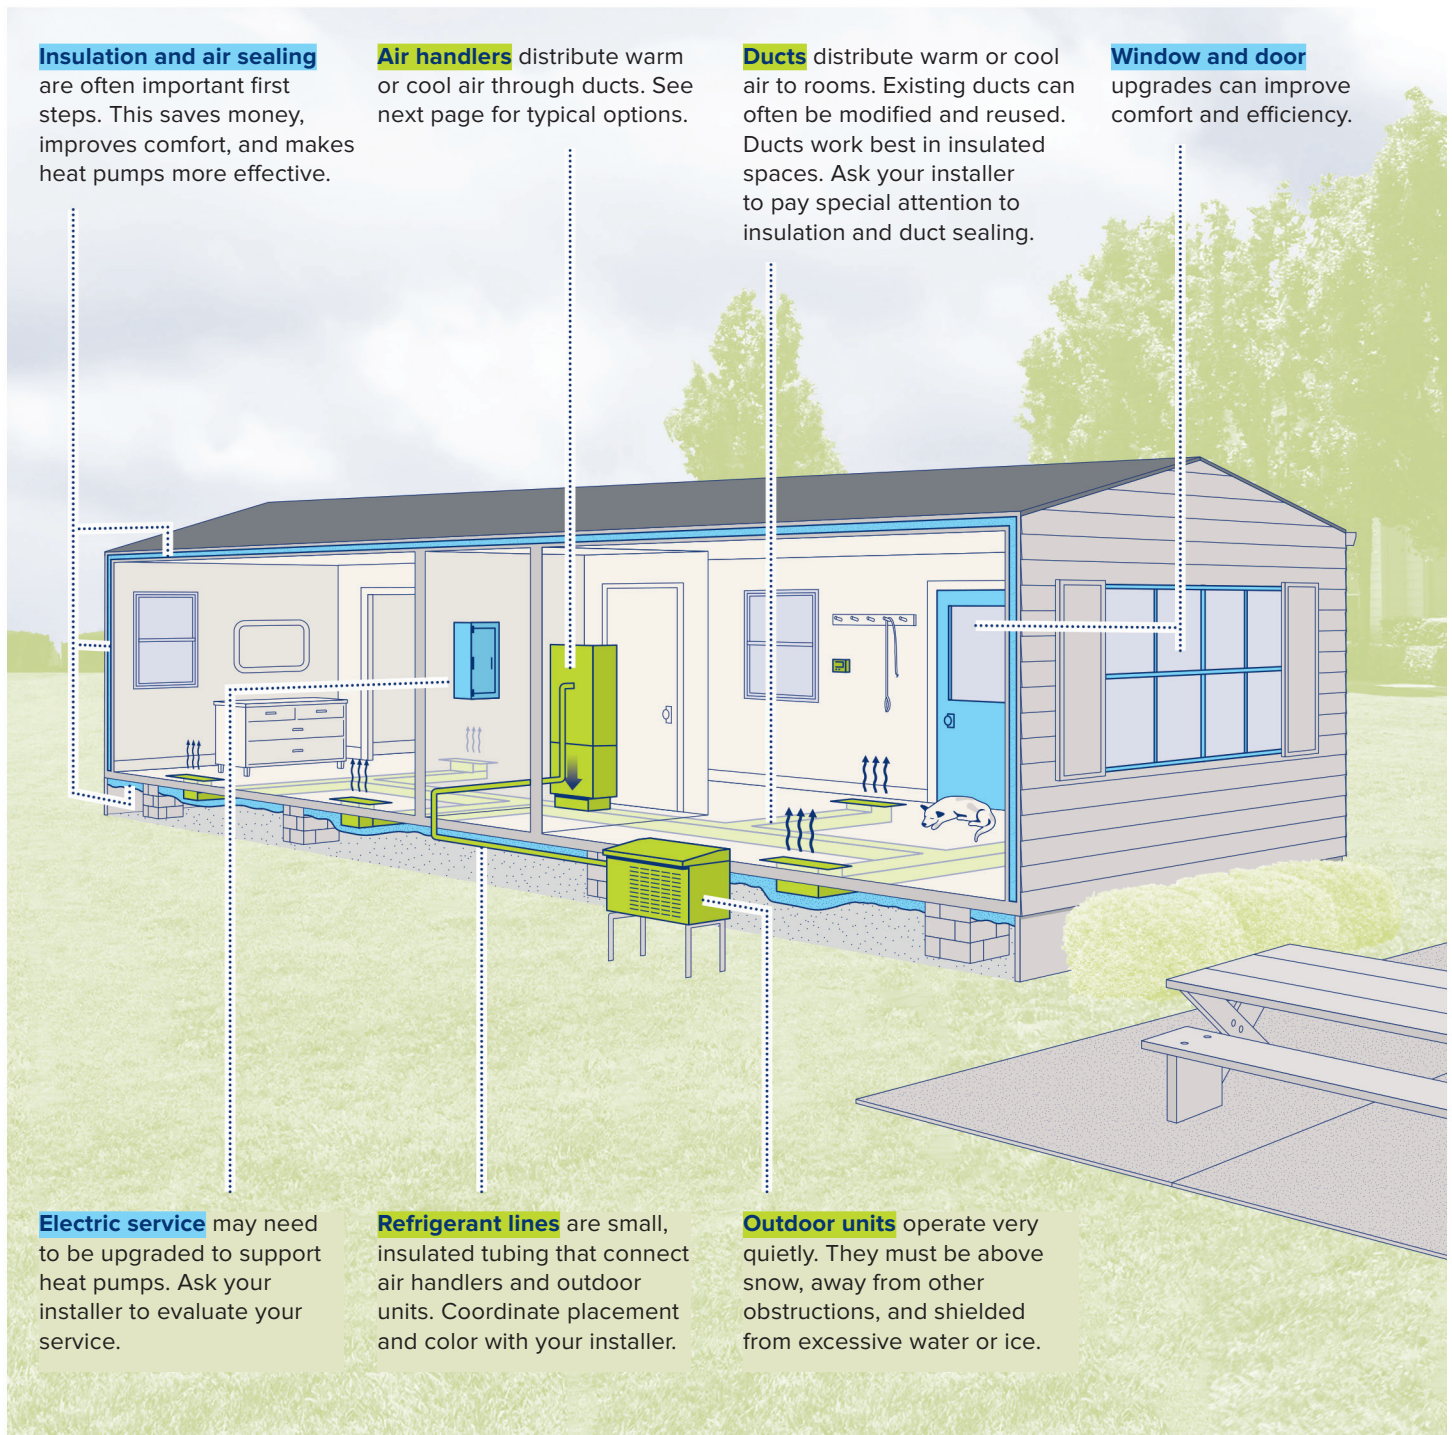 Insulation and air sealing
are often important first
steps. This saves money,
improves comfort, and makes
heat pumps more effective.
Air handlers distribute warm
or cool air through ducts. See
next page for typical options.
Ducts distribute warm or cool
air to rooms. Existing ducts can
often be modified and reused.
Ducts work best in insulated
spaces. Ask your installer
to pay special attention to
insulation and duct sealing.
Window and door
upgrades can improve
comfort and efficiency.
Electric service may need
to be upgraded to support
heat pumps. Ask your
installer to evaluate your
service.
Refrigerant lines are small,
insulated tubing that connect
air handlers and outdoor
units. Coordinate placement
and color with your installer.
Outdoor units operate very
quietly. They must be above
snow, away from other
obstructions, and shielded
from excessive water or ice.